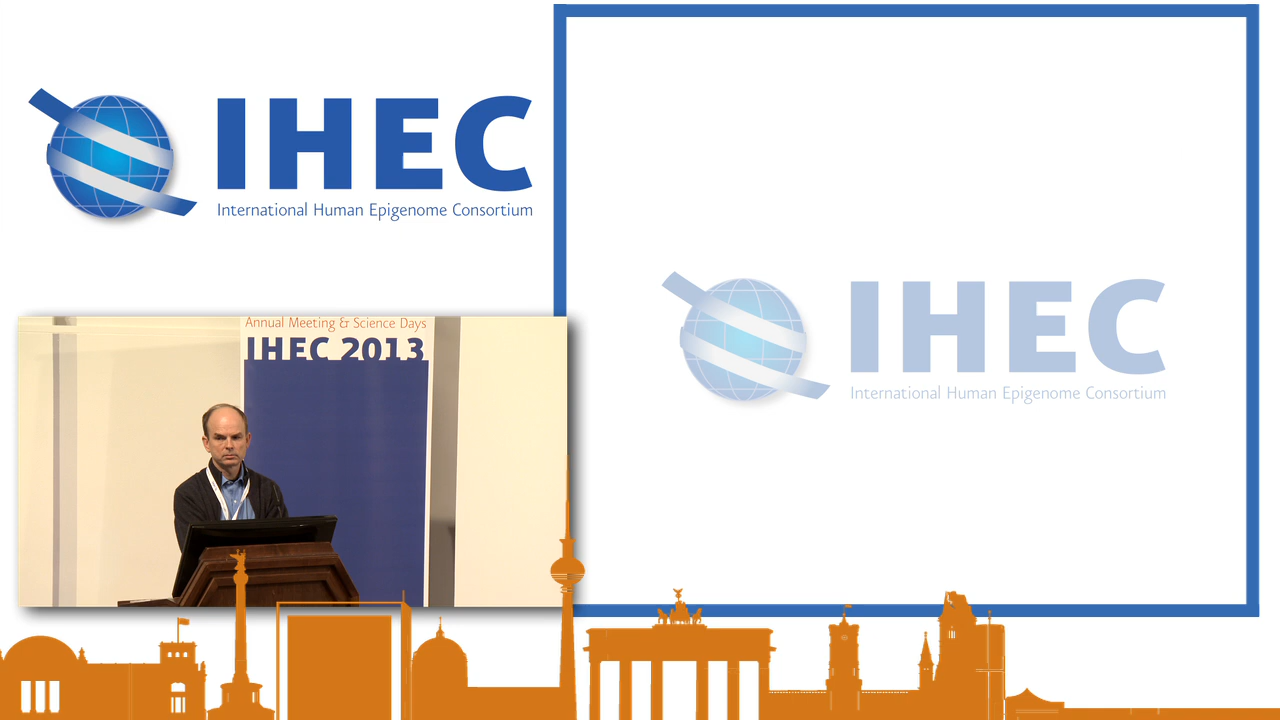 IHEC
International Human Epigenome Consortium
Annual Meeting & Science Days
IHEC 2013
IHEC
International Human Epigenome Consortium